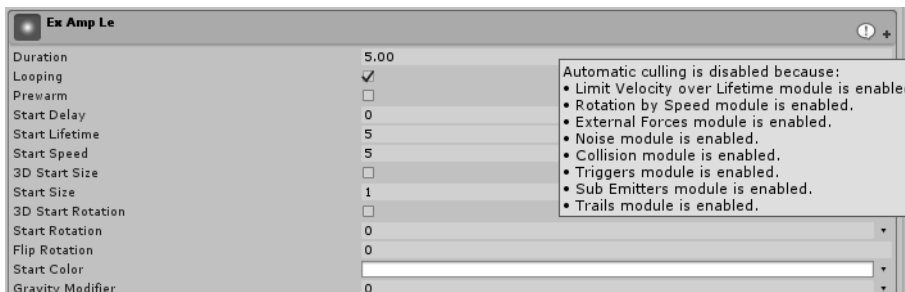 Ex Amp Le
Duration 5.00
Looping
Prewarm
Start Delay 0
Start Lifetime 5
Start Speed 5
3D Start Size
Start Size 1
3D Start Rotation
Start Rotation 0
Flip Rotation 0
Start Color
Gravity Modifier 0
Automatic culling is disabled because:
• Limit Velocity over Lifetime module is enable
• Rotation by Speed module is enabled.
• External Forces module is enabled.
• Noise module is enabled.
• Collision module is enabled.
• Triggers module is enabled.
• Sub Emitters module is enabled.
• Trails module is enabled.